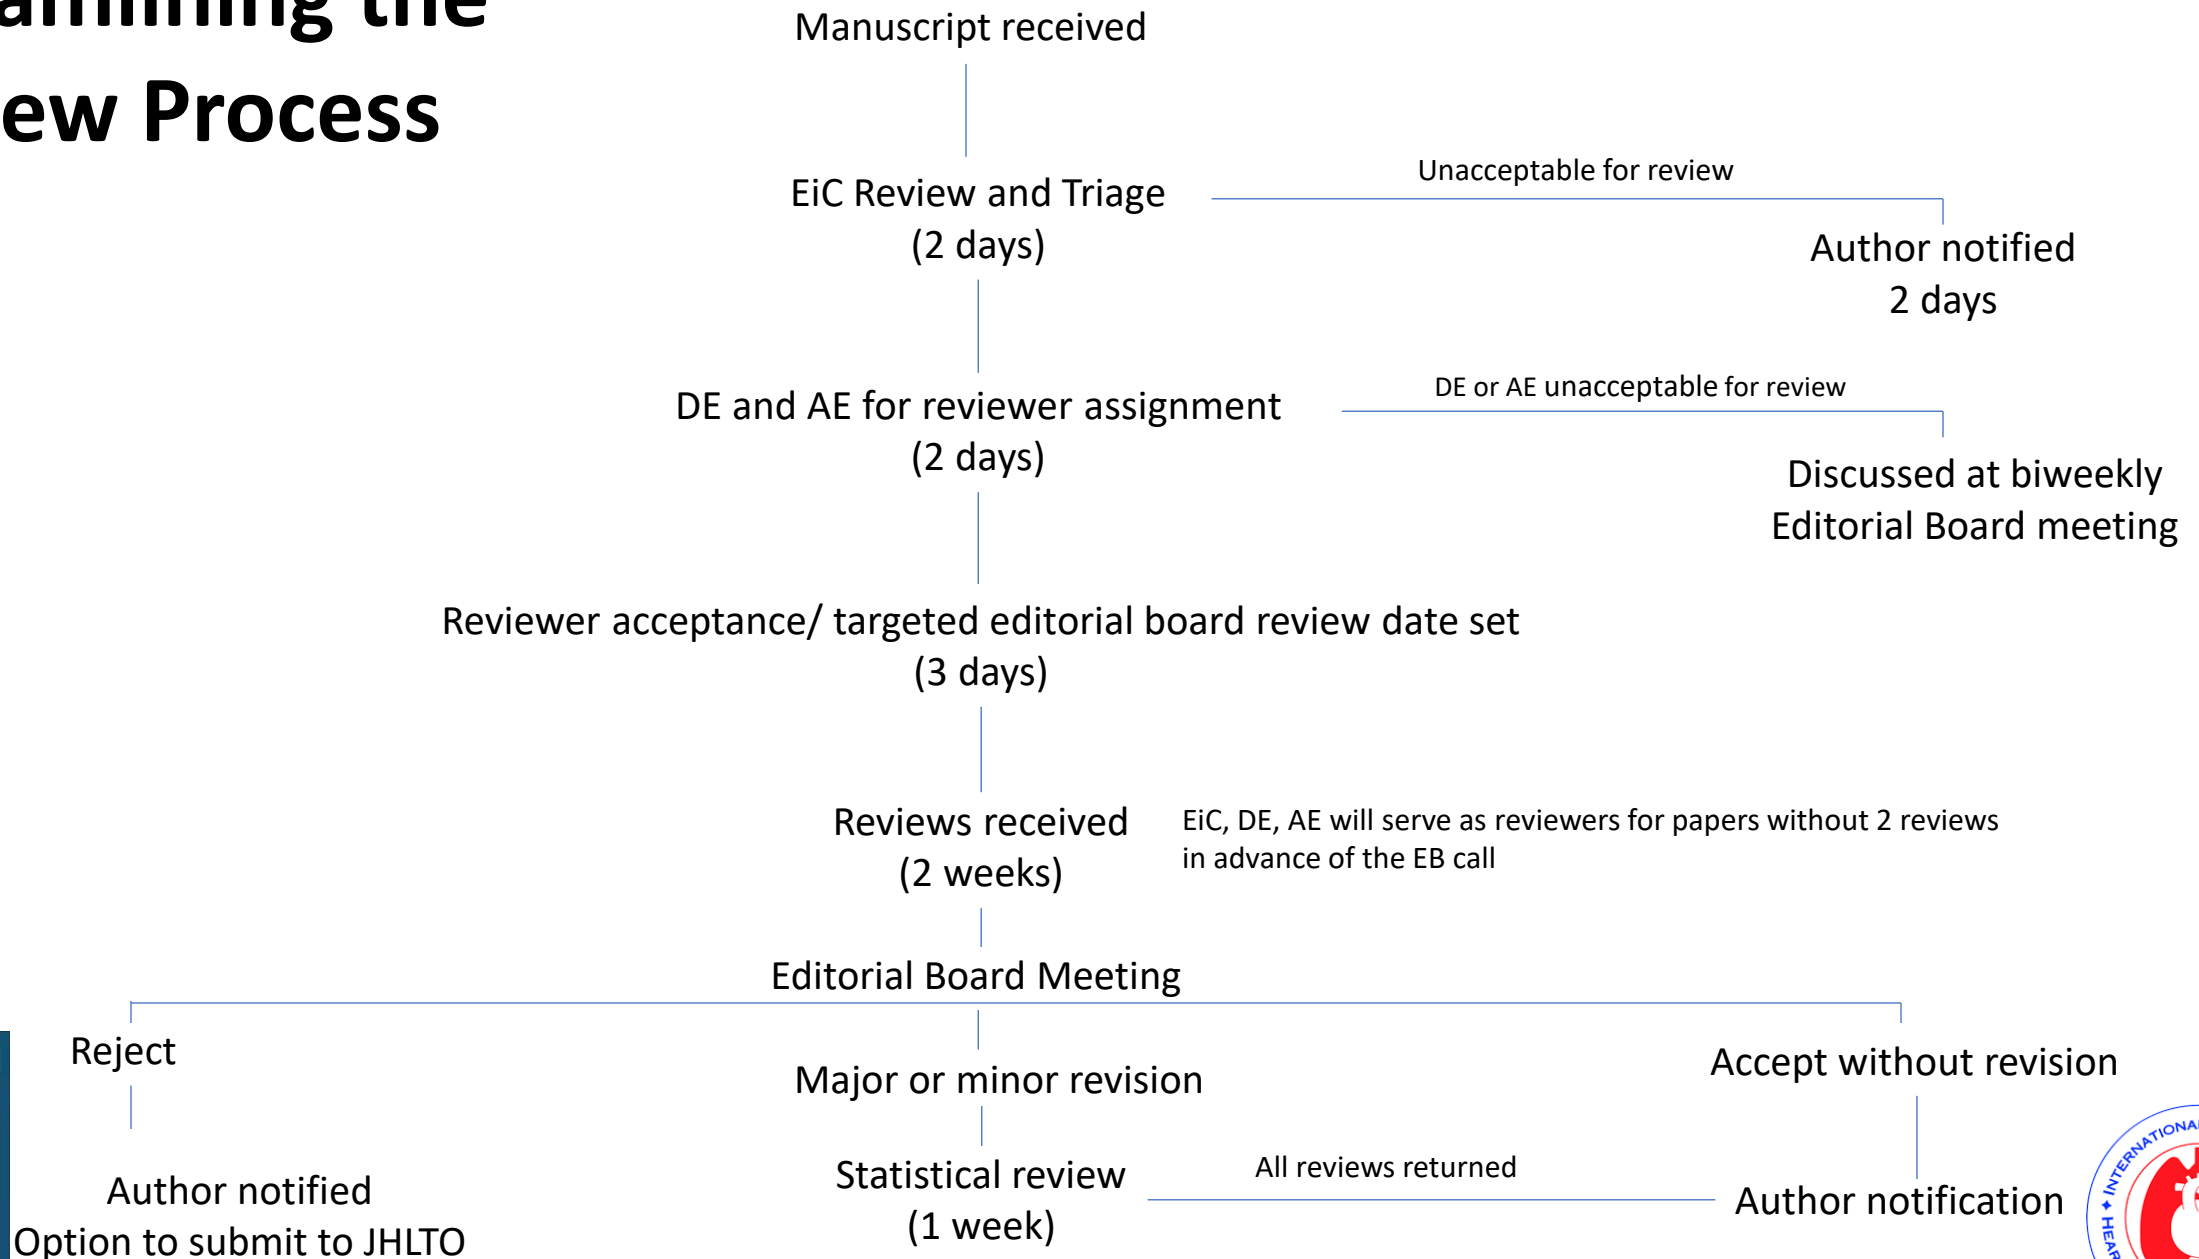 amining the
ew Process
Manuscript received
EiC Review and Triage
(2 days)
Unacceptable for review
Author notified
2 days
DE and AE for reviewer assignment
(2 days)
DE or AE unacceptable for review
Discussed at biweekly
Editorial Board meeting
Reviewer acceptance/ targeted editorial board review date set
(3 days)
Reviews received
(2 weeks)
EiC, DE, AE will serve as reviewers for papers without 2 reviews
in advance of the EB call
Editorial Board Meeting
Reject
Major or minor revision
Accept without revision
Author notified
Option to submit to JHLTO
Statistical review
(1 week)
All reviews returned
Author notification
INTERNATIONA
HEAR